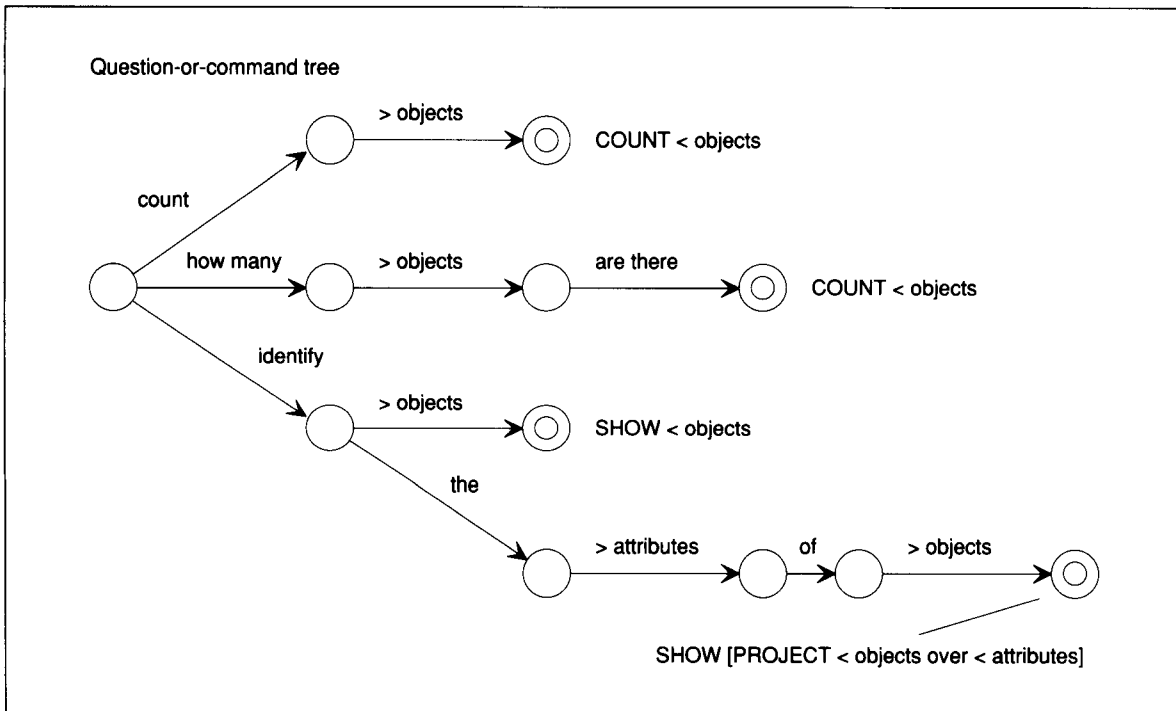 Question-or-command tree
> objects
COUNT < objects
count
how many
> objects
are there
COUNT < objects
identify
> objects
SHOW < objects
the
> attributes
of
> objects
SHOW [PROJECT < objects over < attributes]